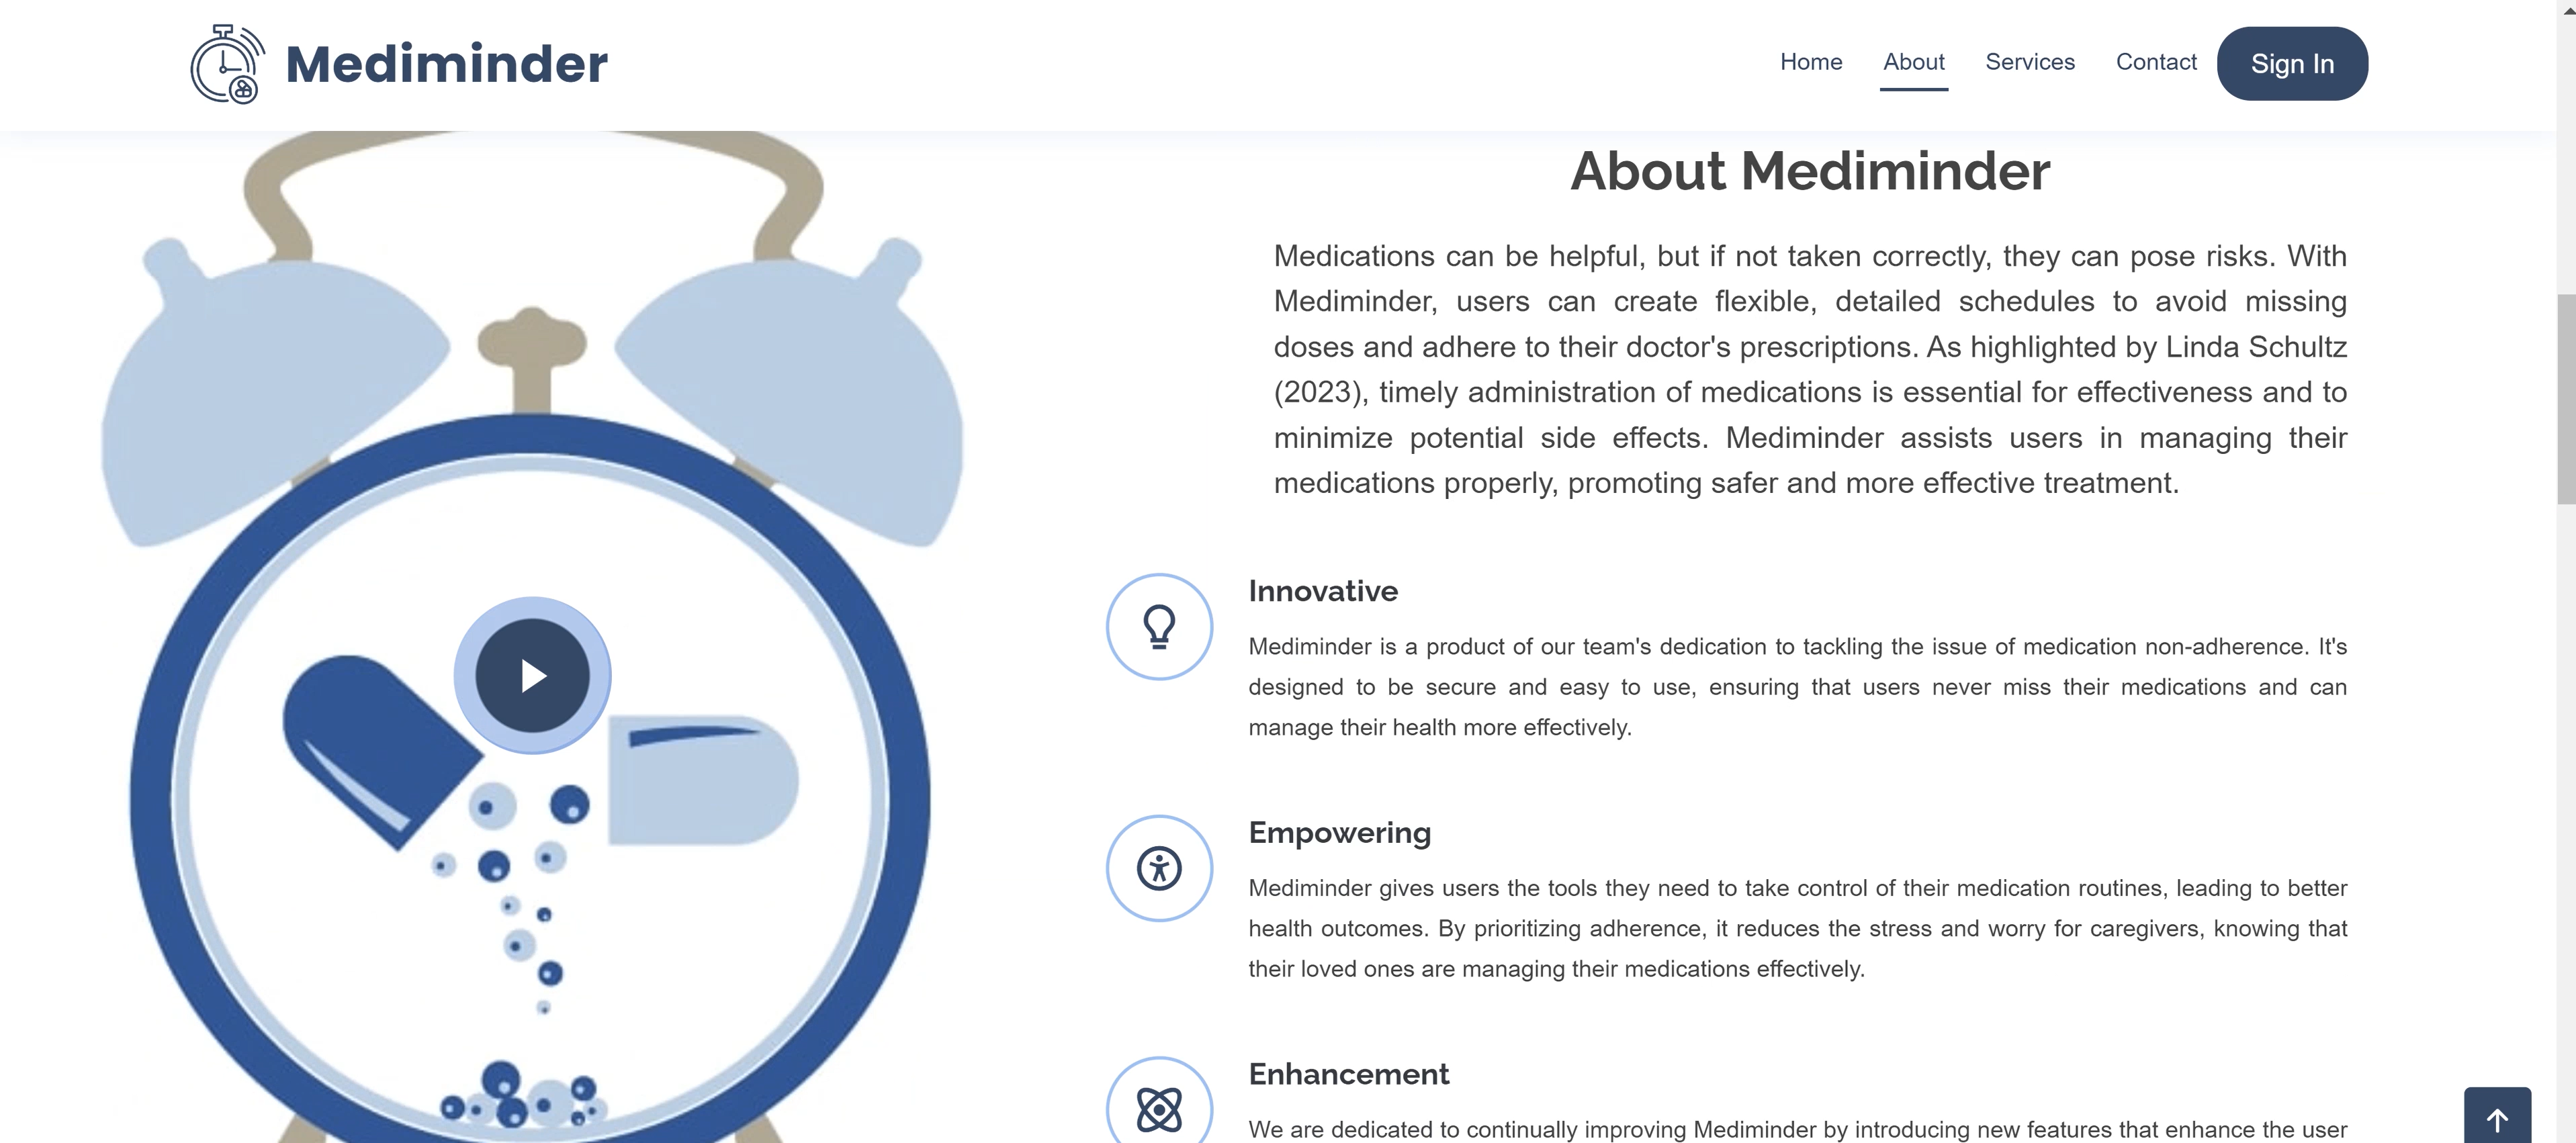 Mediminder
Home About Services Contact Sign In
About Mediminder
Medications can be helpful, but if not taken correctly, they can pose risks. With
Mediminder, users can create flexible, detailed schedules to avoid missing
doses and adhere to their doctor's prescriptions. As highlighted by Linda Schultz
(2023), timely administration of medications is essential for effectiveness and to
minimize potential side effects. Mediminder assists users in managing their
medications properly, promoting safer and more effective treatment.
Innovative
Mediminder is a product of our team's dedication to tackling the issue of medication non-adherence. It's
designed to be secure and easy to use, ensuring that users never miss their medications and can
manage their health more effectively.
Empowering
Mediminder gives users the tools they need to take control of their medication routines, leading to better
health outcomes. By prioritizing adherence, it reduces the stress and worry for caregivers, knowing that
their loved ones are managing their medications effectively.
Enhancement
We are dedicated to continually improving Mediminder by introducing new features that enhance the user